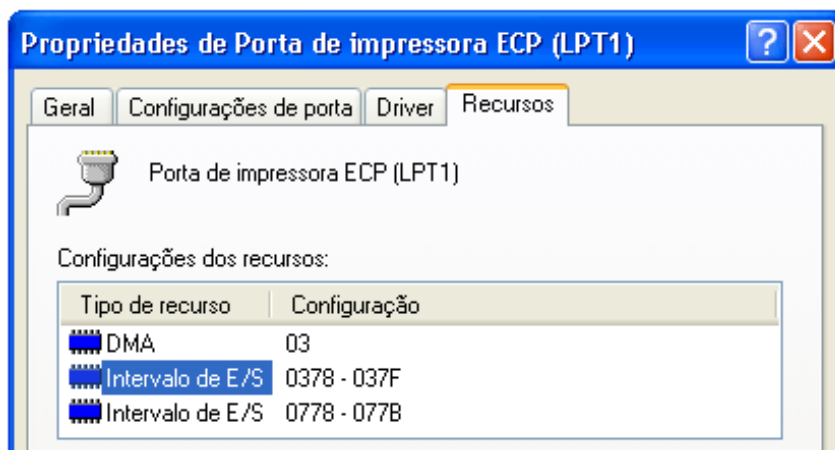 Propriedades de Porta de impressora ECP (LPT1)
Geral Configurações de porta Driver Recursos
Porta de impressora ECP (LPT1)
Configurações dos recursos:
Tipo de recurso Configuração
DMA 03
Intervalo de E/S 0378 - 037F
Intervalo de E/S 0778 - 077B